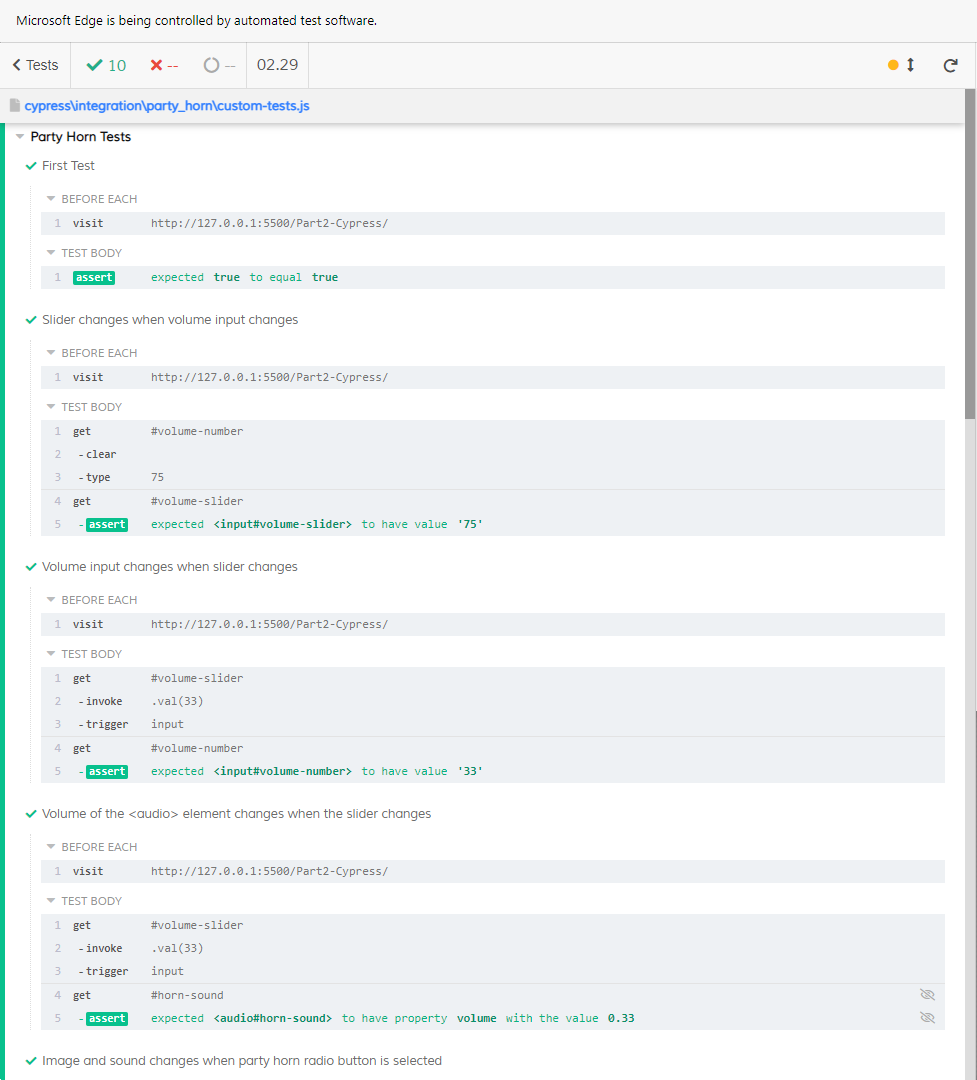 Microsoft Edge is being controlled by automated test software.
Tests 10 -- -- 02.29
cypress\integration\party_horn\custom-tests.js
Party Horn Tests
First Test
BEFORE EACH
1 visit http://127.0.0.1:5500/Part2-Cypress/
TEST BODY
1 assert expected true to equal true
Slider changes when volume input changes
BEFORE EACH
1 visit http://127.0.0.1:5500/Part2-Cypress/
TEST BODY
1 get #volume-number
2 -clear
3 -type 75
4 get #volume-slider
5 -assert expected <input#volume-slider> to have value '75'
Volume input changes when slider changes
BEFORE EACH
1 visit http://127.0.0.1:5500/Part2-Cypress/
TEST BODY
1 get #volume-slider
2 -invoke .val(33)
3 -trigger input
4 get #volume-number
5 -assert expected <input#volume-number> to have value '33'
Volume of the <audio> element changes when the slider changes
BEFORE EACH
1 visit http://127.0.0.1:5500/Part2-Cypress/
TEST BODY
1 get #volume-slider
2 -invoke .val(33)
3 -trigger input
4 get #horn-sound
5 -assert expected <audio#horn-sound> to have property volume with the value 0.33
Image and sound changes when party horn radio button is selected